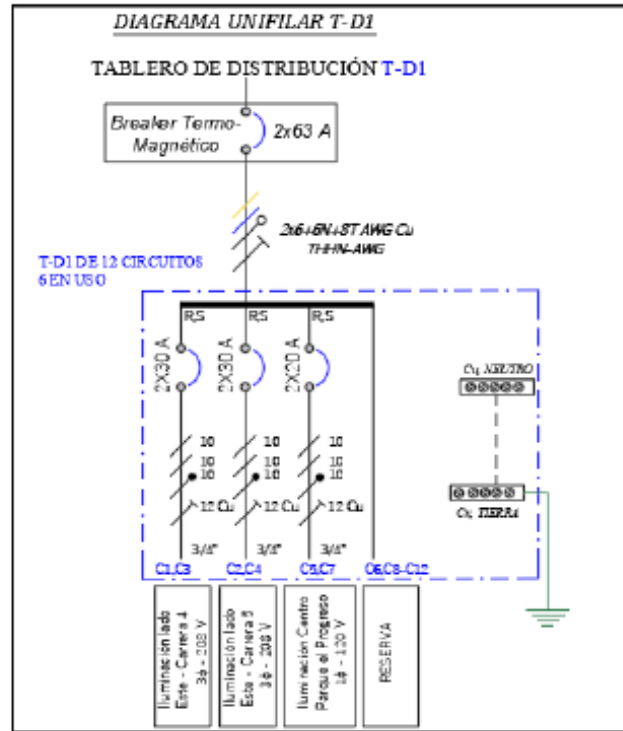 DIAGRAMA UNIFILAR T-D1
TABLERO DE DISTRIBUCIÓN T-D1
Breaker Termo-
Magnético
2x63 A
2x6+6N+8T AWG Cu
THHN-AWG
T-D1 DE 12 CIRCUITOS
6 EN USO
R,S
R,S
R,S
2X30 A
2X30 A
2X20 A
Cu, NEUTRO
10
10
10
10
10
10
10
10
10
12 Cu
12 Cu
12 Cu
Cu, TIERRA
3/4"
3/4"
3/4"
C1,C3
C2,C4
C5,C7
C6,C8-C12
Iluminación lado
Este - Carrera 4
3ϕ - 208 V
Iluminación lado
Este - Carrera 5
3ϕ - 208 V
Iluminación Centro
Parque el Progreso
1ϕ - 120 V
RESERVA